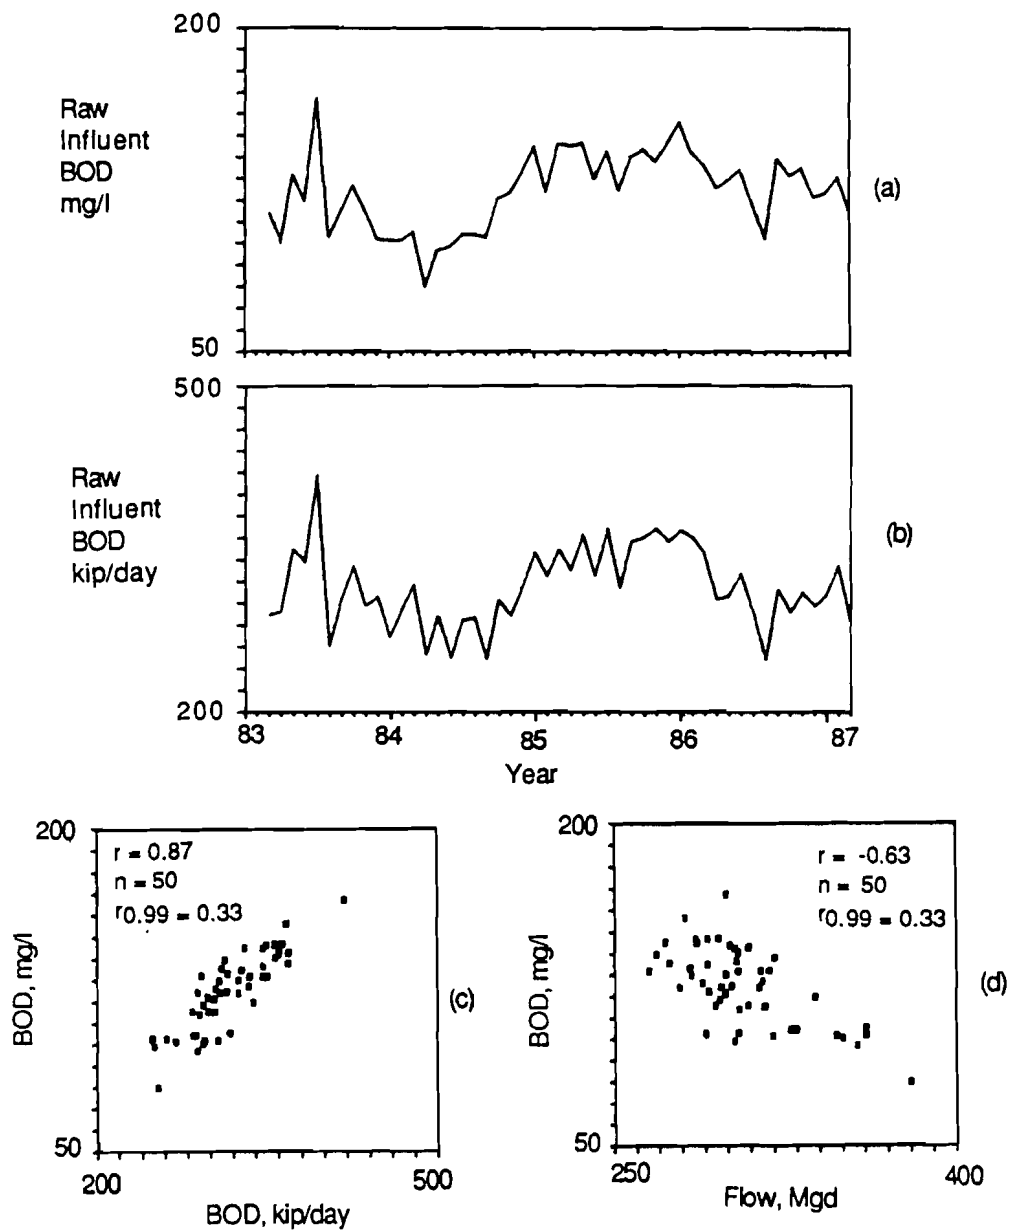 200
Raw
Influent
BOD
mg/l
(a)
50
500
Raw
Influent
BOD
kip/day
(b)
200
83 84 85 86 87
Year
200
r = 0.87
n = 50
r0.99 = 0.33
BOD, mg/l
(c)
50
200 500
BOD, kip/day
200
r = -0.63
n = 50
r0.99 = 0.33
BOD, mg/l
(d)
50
250 400
Flow, Mgd